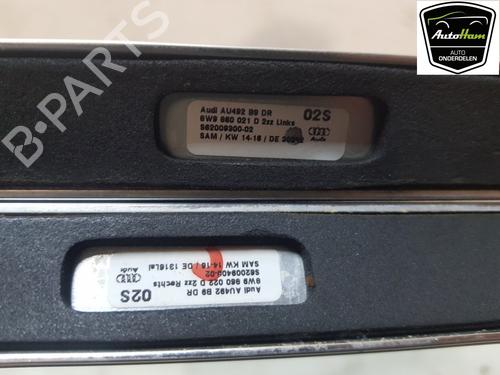 AutoHam
AUTO
ONDERDELEN
Audi AU492 B9 DR
02S
8W9 860 021 D 2zz Links
S62009300-02
SAM / KW 14-16 / DE
Audi
Audi AU492 B9 DR
02S
8W9 860 022 D 2zz Rechts
S62009400-02
SAM KW 14-16 / DE 1316Lal
Audi
B-PARTS